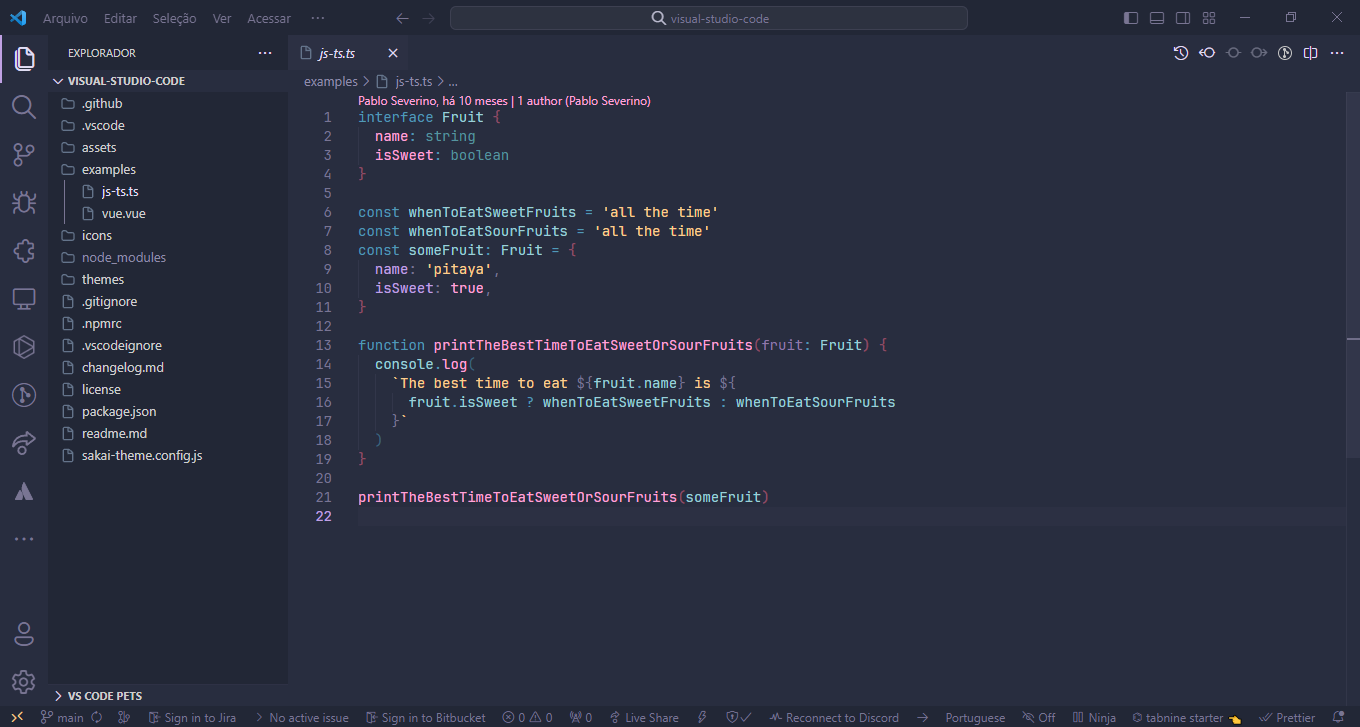 Arquivo Editar Seleção Ver Acessar ··· visual-studio-code
EXPLORADOR ···
VISUAL-STUDIO-CODE
.github
.vscode
assets
examples
js-ts.ts
vue.vue
icons
node_modules
themes
.gitignore
.npmrc
.vscodeignore
changelog.md
license
package.json
readme.md
sakai-theme.config.js
VS CODE PETS
js-ts.ts
examples > js-ts.ts > ...
Pablo Severino, há 10 meses | 1 author (Pablo Severino)
1 interface Fruit {
2   name: string
3   isSweet: boolean
4 }
5
6 const whenToEatSweetFruits = 'all the time'
7 const whenToEatSourFruits = 'all the time'
8 const someFruit: Fruit = {
9   name: 'pitaya',
10   isSweet: true,
11 }
12
13 function printTheBestTimeToEatSweetOrSourFruits(fruit: Fruit) {
14   console.log(
15     `The best time to eat ${fruit.name} is ${
16       fruit.isSweet ? whenToEatSweetFruits : whenToEatSourFruits
17     }`
18   )
19 }
20
21 printTheBestTimeToEatSweetOrSourFruits(someFruit)
22
main Sign in to Jira No active issue Sign in to Bitbucket 0 0 0 Live Share Reconnect to Discord Portuguese Off Ninja tabnine starter Prettier